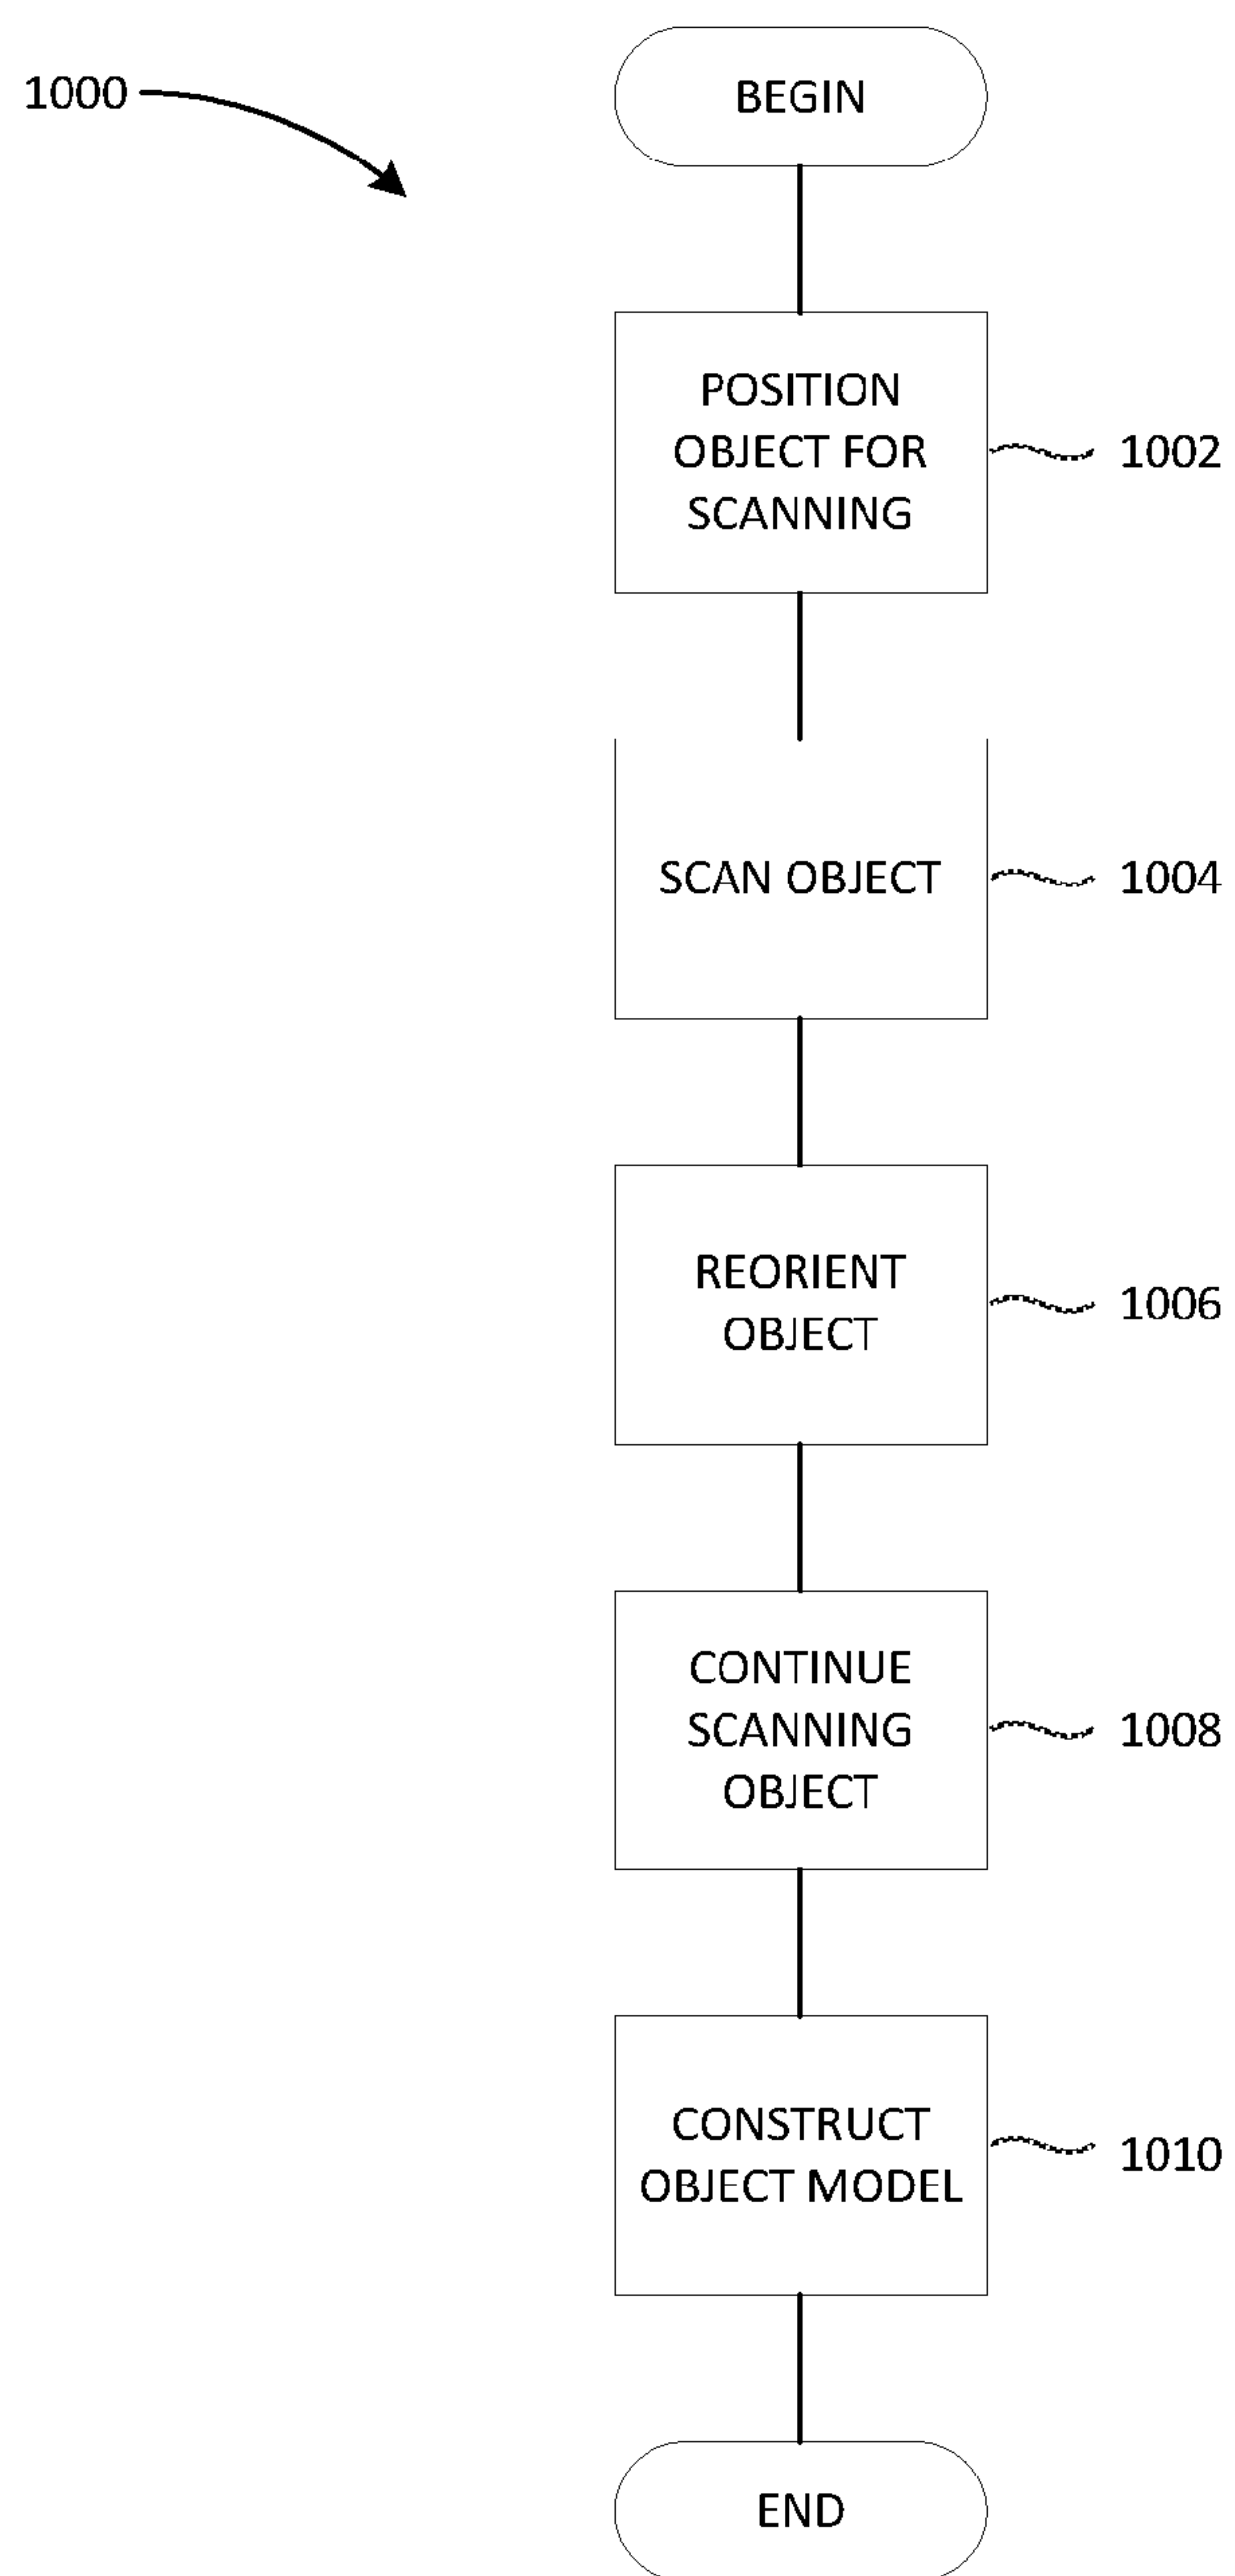 1000
BEGIN
POSITION
OBJECT FOR
SCANNING
1002
SCAN OBJECT
1004
REORIENT
OBJECT
1006
CONTINUE
SCANNING
OBJECT
1008
CONSTRUCT
OBJECT MODEL
1010
END